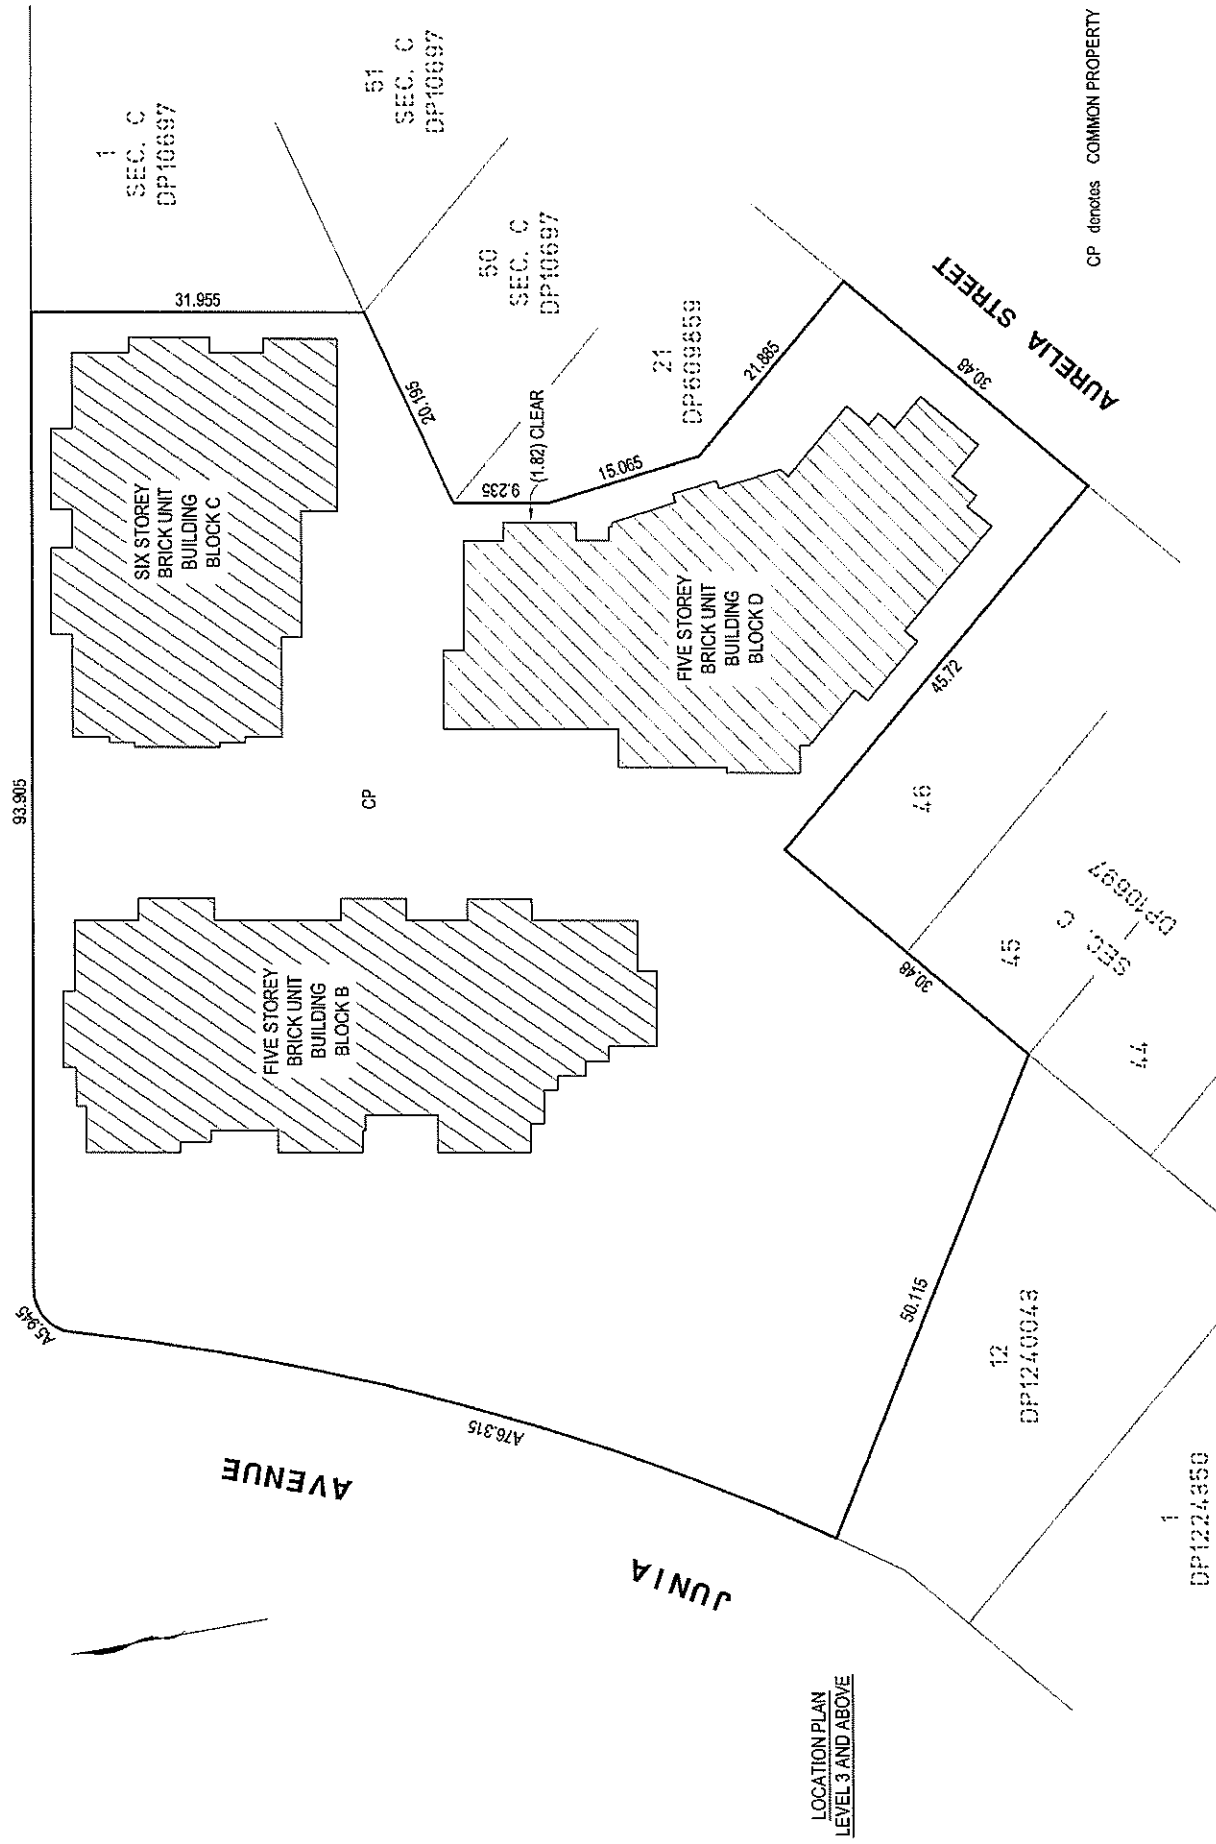 93.905
1
SEC. C
DP10697
51
SEC. C
DP10697
31.955
20.195
50
SEC. C
DP10697
9.235
(1.82) CLEAR
15.065
21
DP609859
21.885
AURELIA STREET
30.48
CP denotes COMMON PROPERTY
SIX STOREY
BRICK UNIT
BUILDING
BLOCK C
FIVE STOREY
BRICK UNIT
BUILDING
BLOCK D
45.72
CP
46
45
SEC. C
DP10697
44
30.48
FIVE STOREY
BRICK UNIT
BUILDING
BLOCK B
A5.945
A76.315
JUNIA AVENUE
50.115
12
DP1240043
1
DP1224350
LOCATION PLAN
LEVEL 3 AND ABOVE